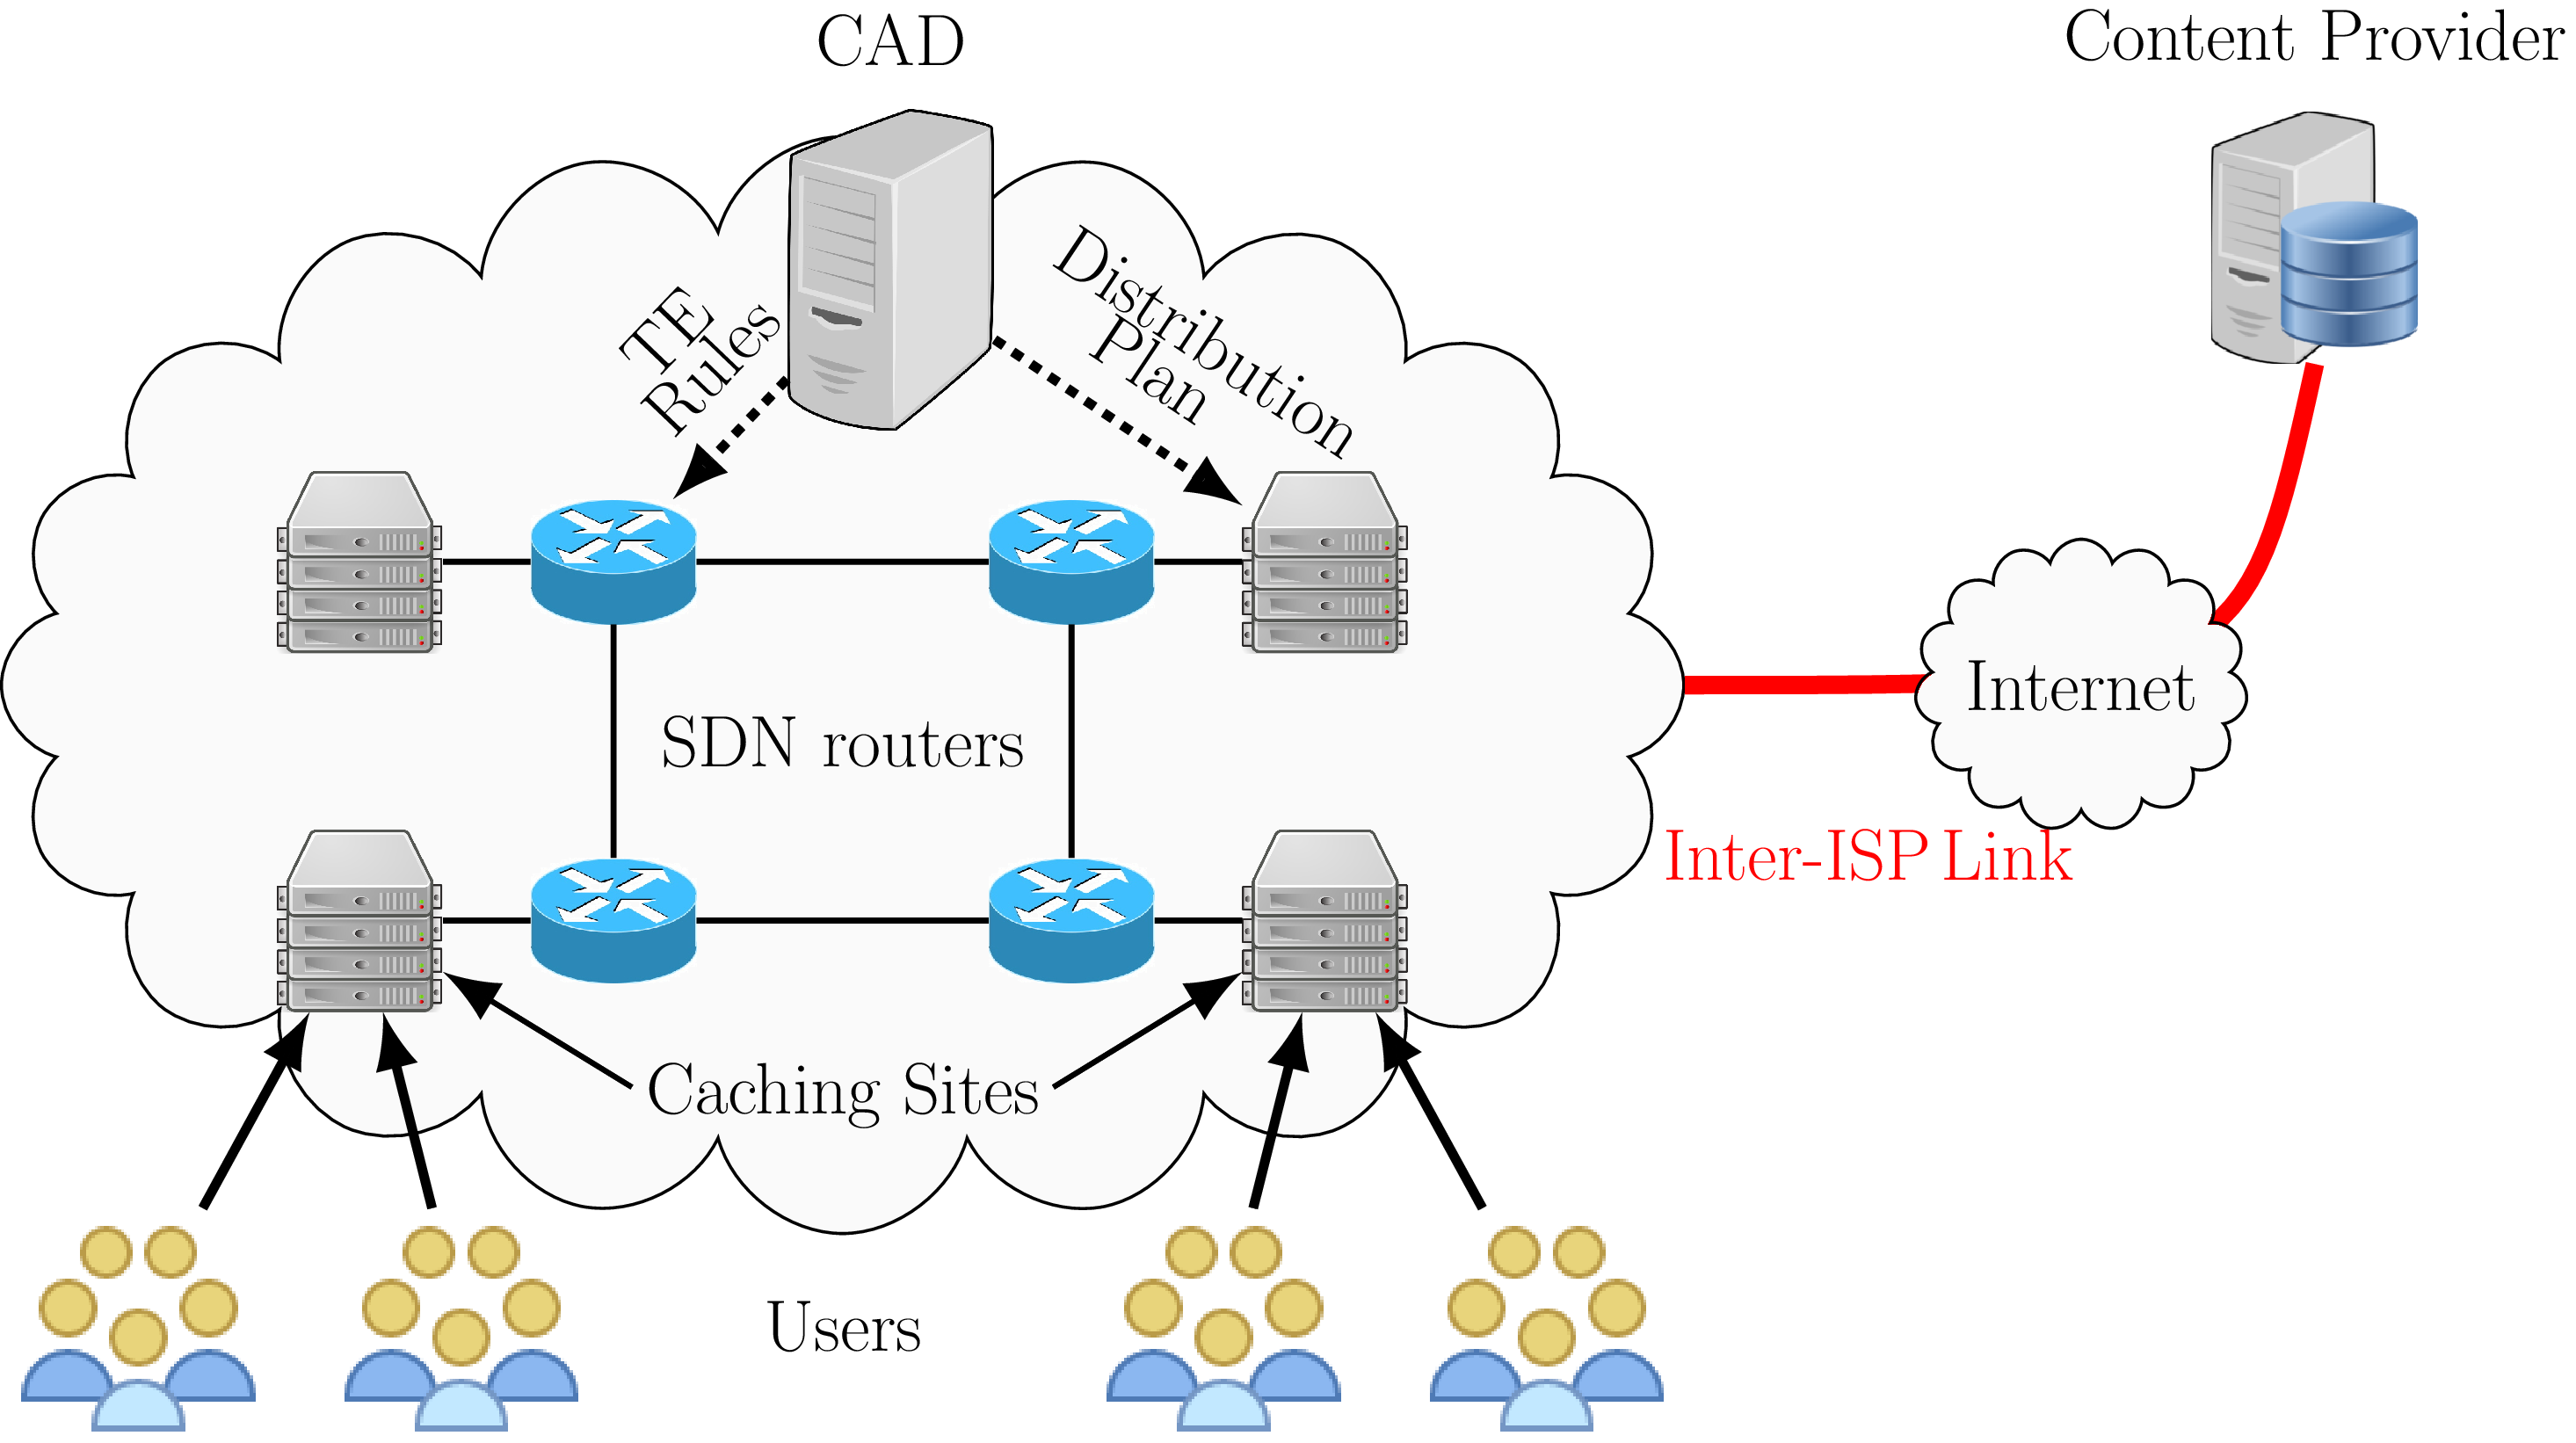 CAD
Content Provider
TE
Rules
Distribution
Plan
SDN routers
Internet
Inter-ISP Link
Caching Sites
Users